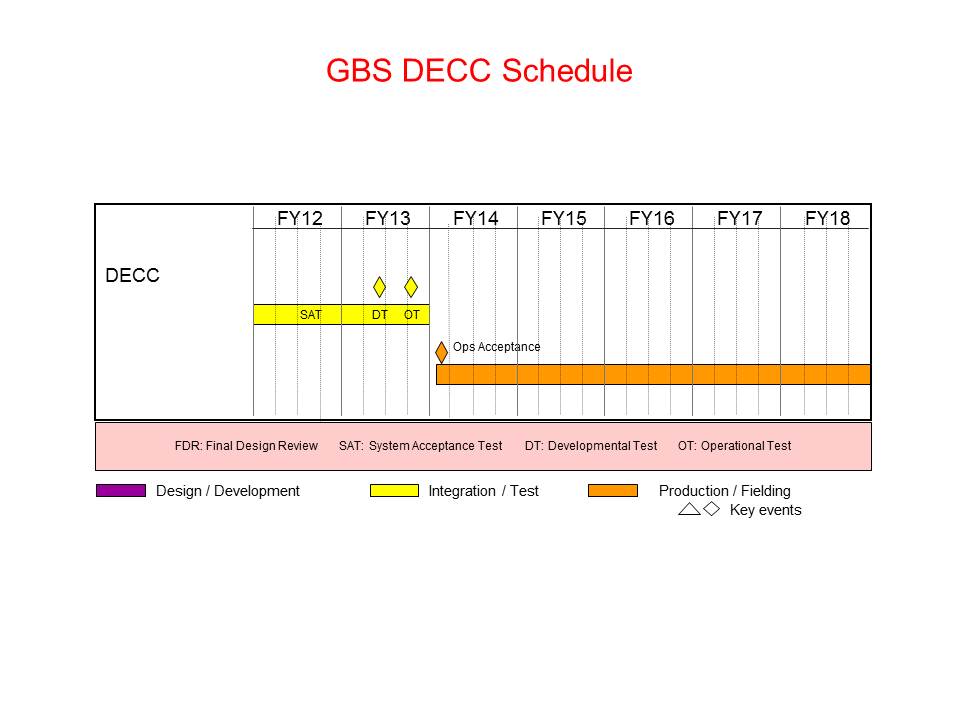 GBS DECC Schedule
FY12 FY13 FY14 FY15 FY16 FY17 FY18
DECC
SAT DT OT
Ops Acceptance
FDR: Final Design Review SAT: System Acceptance Test DT: Developmental Test OT: Operational Test
Design / Development Integration / Test Production / Fielding
Key events